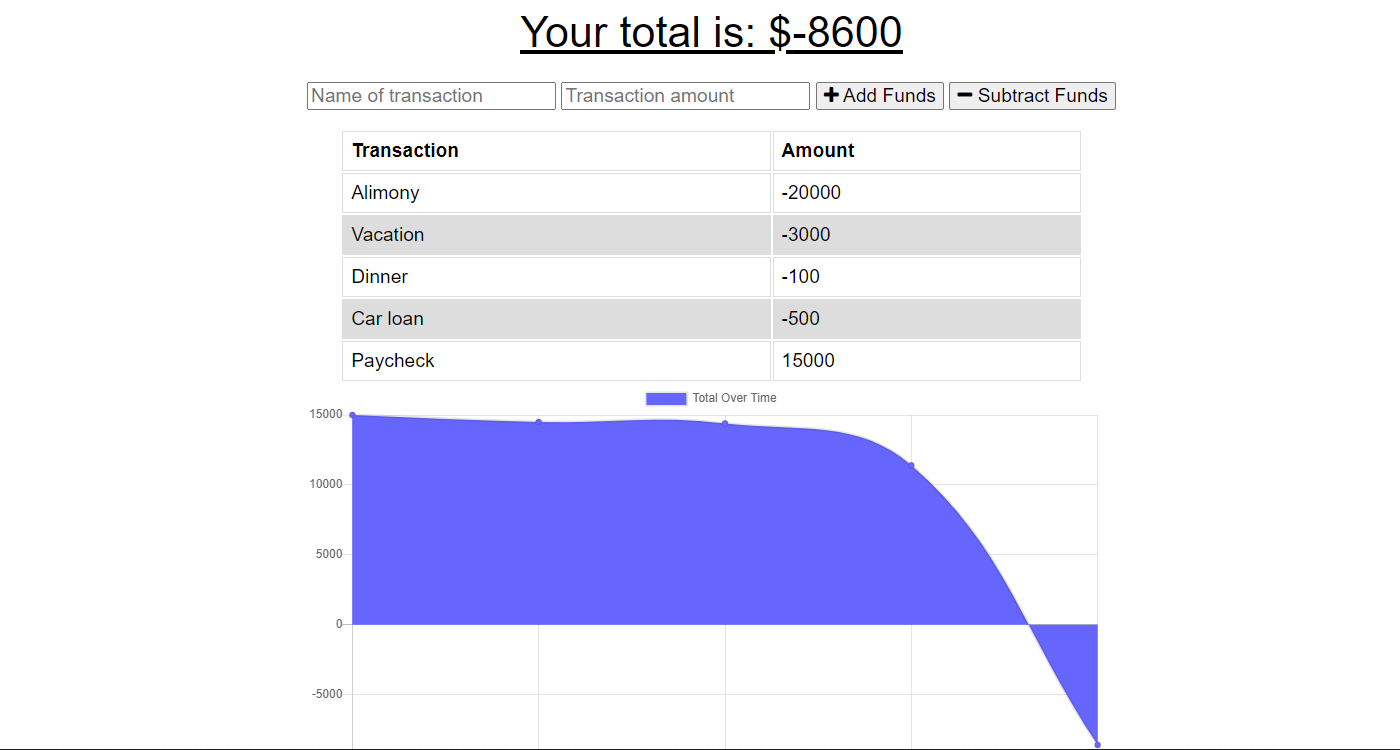 Your total is: $-8600
Name of transaction Transaction amount Add Funds Subtract Funds
Transaction Amount
Alimony -20000
Vacation -3000
Dinner -100
Car loan -500
Paycheck 15000
Total Over Time
15000
10000
5000
0
-5000